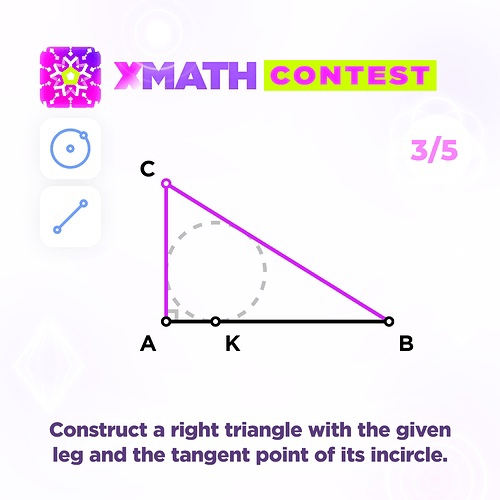 XMATH CONTEST
3/5
C
A K B
Construct a right triangle with the given
leg and the tangent point of its incircle.